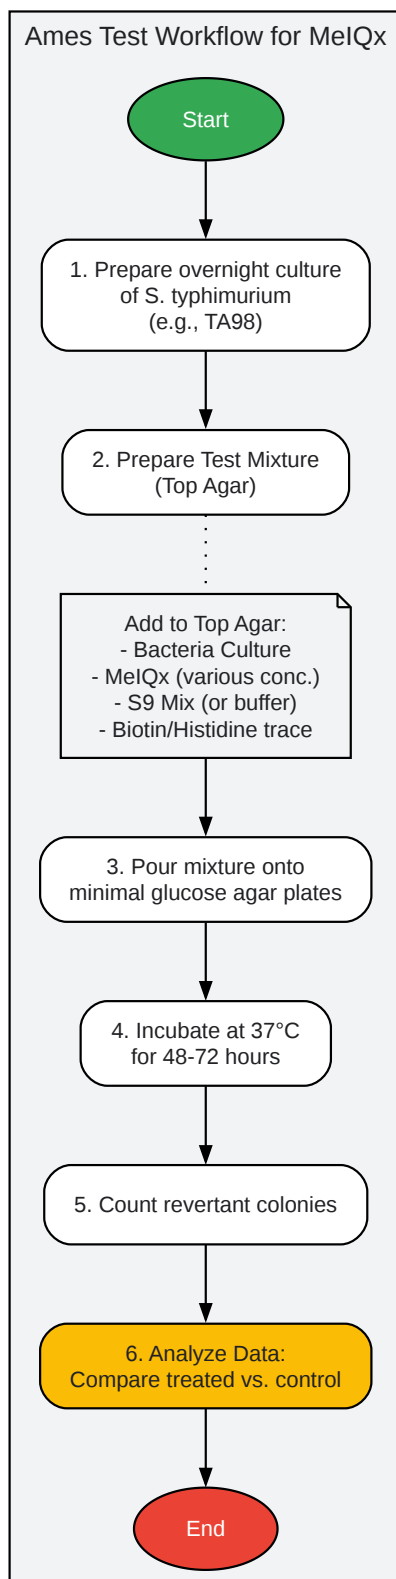 Ames Test Workflow for MeIQx
Start
1. Prepare overnight culture
of S. typhimurium
(e.g., TA98)
2. Prepare Test Mixture
(Top Agar)
Add to Top Agar:
- Bacteria Culture
- MeIQx (various conc.)
- S9 Mix (or buffer)
- Biotin/Histidine trace
3. Pour mixture onto
minimal glucose agar plates
4. Incubate at 37°C
for 48-72 hours
5. Count revertant colonies
6. Analyze Data:
Compare treated vs. control
End